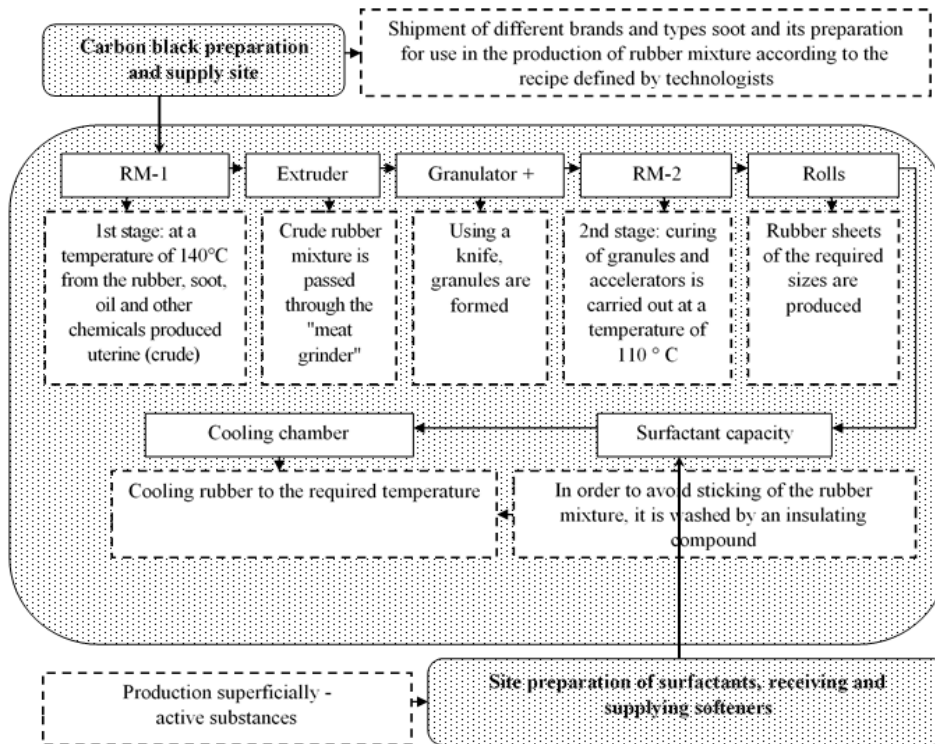 Carbon black preparation
and supply site
Shipment of different brands and types soot and its preparation
for use in the production of rubber mixture according to the
recipe defined by technologists
RM-1
Extruder
Granulator +
RM-2
Rolls
1st stage: at a
temperature of 140°C
from the rubber, soot,
oil and other
chemicals produced
uterine (crude)
Crude rubber
mixture is
passed
through the
"meat
grinder"
Using a
knife,
granules are
formed
2nd stage: curing
of granules and
accelerators is
carried out at a
temperature of
110 ° C
Rubber sheets
of the required
sizes are
produced
Cooling chamber
Surfactant capacity
Cooling rubber to the required temperature
In order to avoid sticking of the rubber
mixture, it is washed by an insulating
compound
Production superficially -
active substances
Site preparation of surfactants, receiving and
supplying softeners